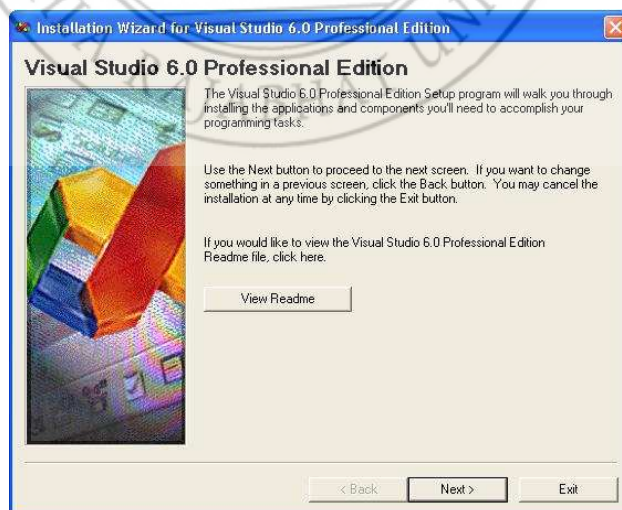 Installation Wizard for Visual Studio 6.0 Professional Edition
Visual Studio 6.0 Professional Edition
The Visual Studio 6.0 Professional Edition Setup program will walk you through
installing the applications and components you'll need to accomplish your
programming tasks.
Use the Next button to proceed to the next screen. If you want to change
something in a previous screen, click the Back button. You may cancel the
installation at any time by clicking the Exit button.
If you would like to view the Visual Studio 6.0 Professional Edition
Readme file, click here.
View Readme
< Back
Next >
Exit